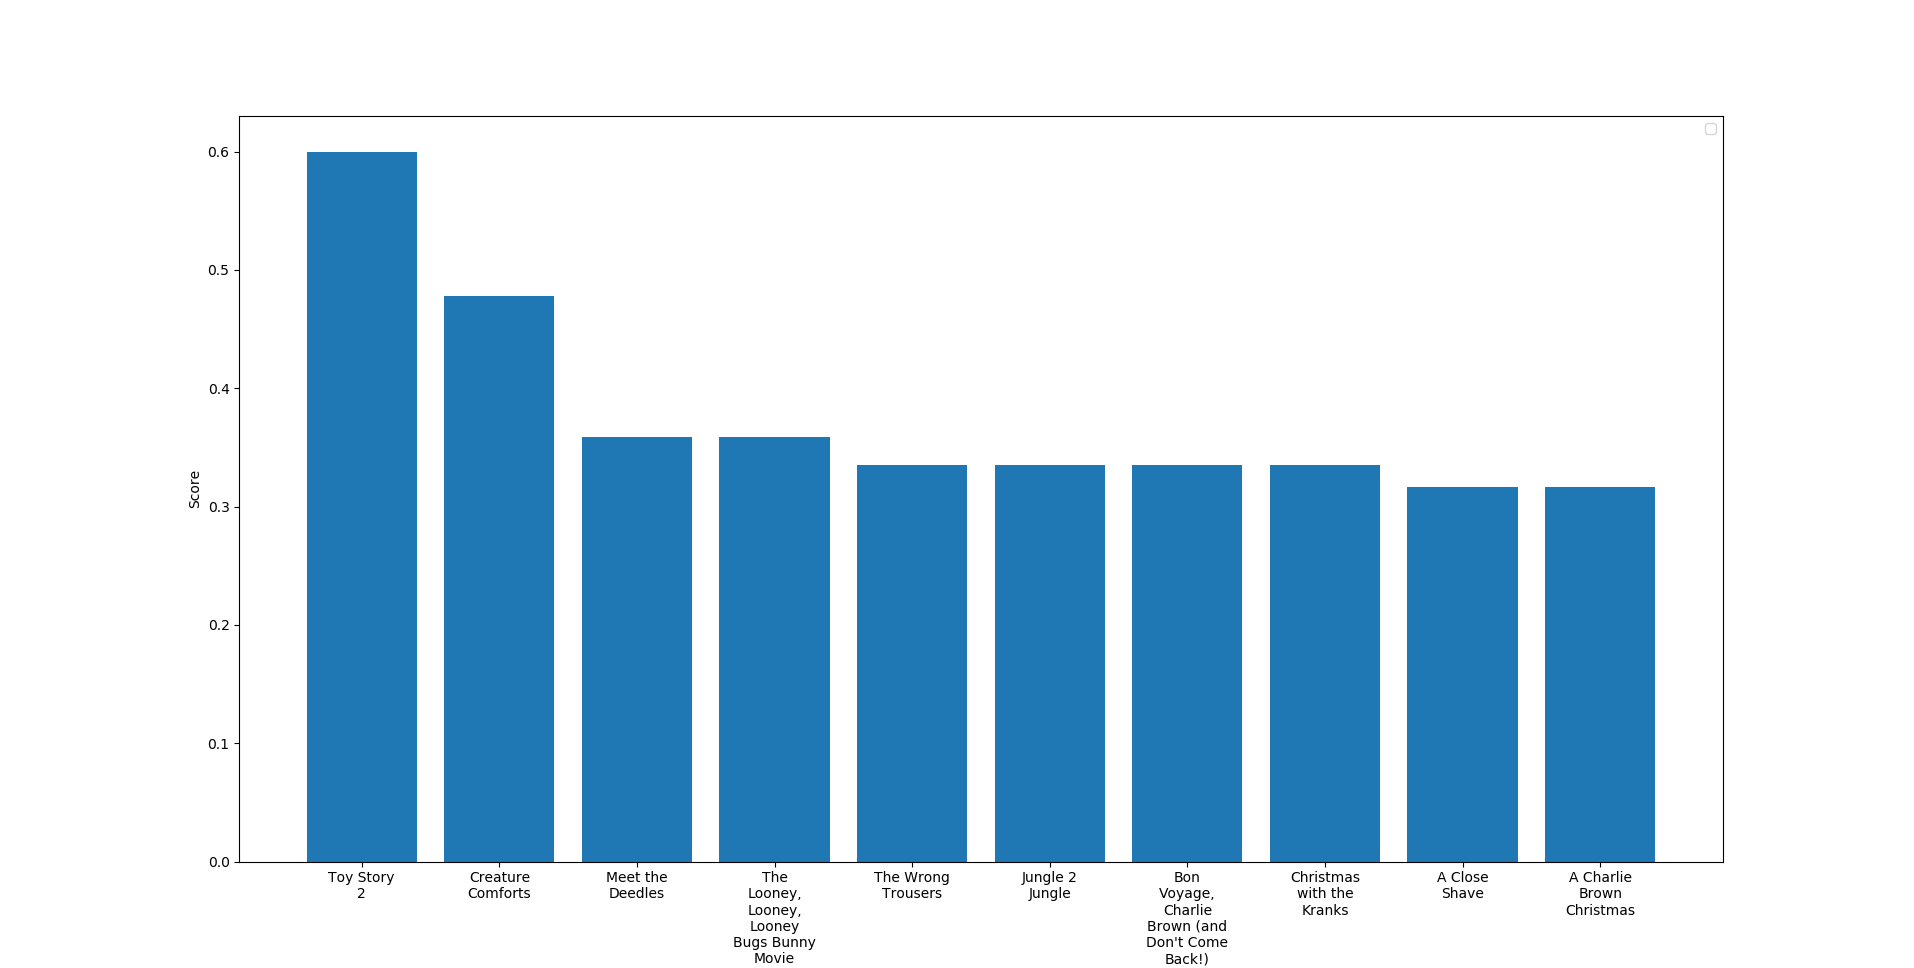 0.6
0.5
0.4
0.3
0.2
0.1
0.0
Score
Toy Story
2
Creature
Comforts
Meet the
Deedles
The
Looney,
Looney,
Looney
Bugs Bunny
Movie
The Wrong
Trousers
Jungle 2
Jungle
Bon
Voyage,
Charlie
Brown (and
Don't Come
Back!)
Christmas
with the
Kranks
A Close
Shave
A Charlie
Brown
Christmas